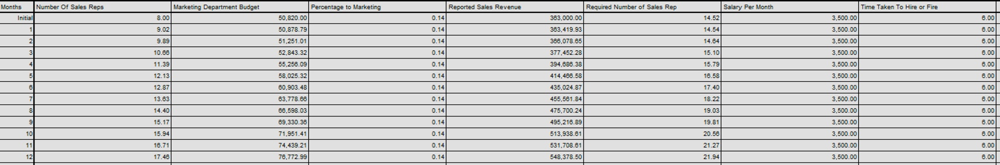 Months Number Of Sales Reps Marketing Department Budget Percentage to Marketing Reported Sales Revenue Required Number of Sales Rep Salary Per Month Time Taken To Hire or Fire
Initial 8.00 50,820.00 0.14 363,000.00 14.52 3,500.00 6.00
1 9.02 50,878.79 0.14 363,419.93 14.54 3,500.00 6.00
2 9.89 51,251.01 0.14 366,078.65 14.64 3,500.00 6.00
3 10.66 52,843.32 0.14 377,452.28 15.10 3,500.00 6.00
4 11.39 55,256.09 0.14 394,686.38 15.79 3,500.00 6.00
5 12.13 58,025.32 0.14 414,466.58 16.58 3,500.00 6.00
6 12.87 60,903.48 0.14 435,024.87 17.40 3,500.00 6.00
7 13.63 63,778.66 0.14 455,561.84 18.22 3,500.00 6.00
8 14.40 66,598.03 0.14 475,700.24 19.03 3,500.00 6.00
9 15.17 69,330.36 0.14 495,216.89 19.81 3,500.00 6.00
10 15.94 71,951.41 0.14 513,938.61 20.56 3,500.00 6.00
11 16.71 74,439.21 0.14 531,708.61 21.27 3,500.00 6.00
12 17.46 76,772.99 0.14 548,378.50 21.94 3,500.00 6.00